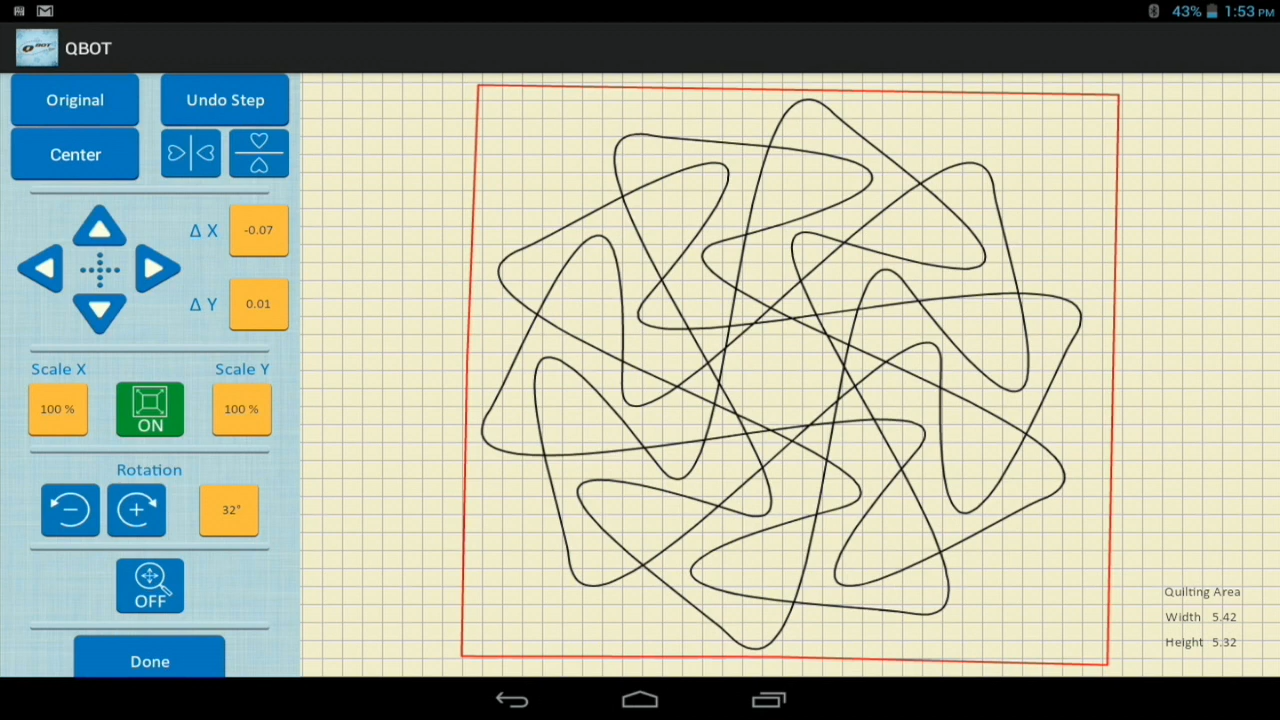 43% 1:53 PM
QBOT
Original
Undo Step
Center
Δ X
-0.07
Δ Y
0.01
Scale X
Scale Y
100 %
ON
100 %
Rotation
32°
OFF
Done
Quilting Area
Width 5.42
Height 5.32